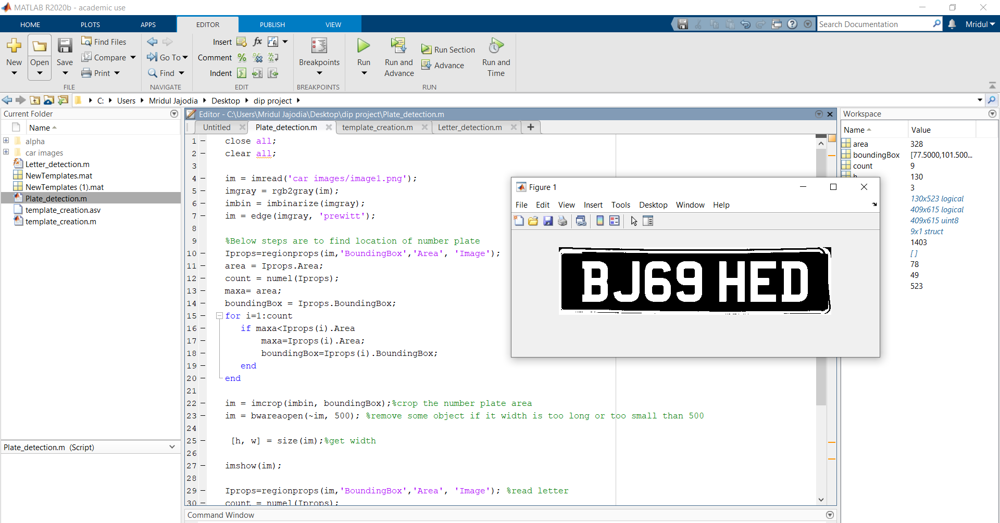 MATLAB R2020b - academic use
HOME PLOTS APPS EDITOR PUBLISH VIEW
Search Documentation
Mridul
New
Open
Save
Find Files
Compare
Print
FILE
Go To
Find
NAVIGATE
Insert
fx
fi
Comment
Indent
EDIT
Breakpoints
BREAKPOINTS
Run
Run and Advance
Run Section
Advance
Run and Time
RUN
C: Users Mridul Jajodia Desktop dip project
Current Folder
Name
alpha
car images
Letter_detection.m
NewTemplates.mat
NewTemplates (1).mat
Plate_detection.m
template_creation.asv
template_creation.m
Plate_detection.m (Script)
Editor - C:\Users\Mridul Jajodia\Desktop\dip project\Plate_detection.m
Untitled Plate_detection.m template_creation.m Letter_detection.m
1 close all;
2 clear all;
3
4 im = imread('car images/image1.png');
5 imgray = rgb2gray(im);
6 imbin = imbinarize(imgray);
7 im = edge(imgray, 'prewitt');
8
9 %Below steps are to find location of number plate
10 Iprops=regionprops(im,'BoundingBox','Area', 'Image');
11 area = Iprops.Area;
12 count = numel(Iprops);
13 maxa= area;
14 boundingBox = Iprops.BoundingBox;
15 for i=1:count
16 if maxa<Iprops(i).Area
17 maxa=Iprops(i).Area;
18 boundingBox=Iprops(i).BoundingBox;
19 end
20 end
21
22 im = imcrop(imbin, boundingBox);%crop the number plate area
23 im = bwareaopen(~im, 500); %remove some object if it width is too long or too small than 500
24
25 [h, w] = size(im);%get width
26
27 imshow(im);
28
29 Iprops=regionprops(im,'BoundingBox','Area', 'Image'); %read letter
30 count = numel(Iprops);
Command Window
Figure 1
File Edit View Insert Tools Desktop Window Help
BJ69 HED
Workspace
Name Value
area 328
boundingBox [77.5000,101.500...
count 9
h 130
3
130x523 logical
409x615 logical
409x615 uint8
9x1 struct
1403
[ ]
78
49
523